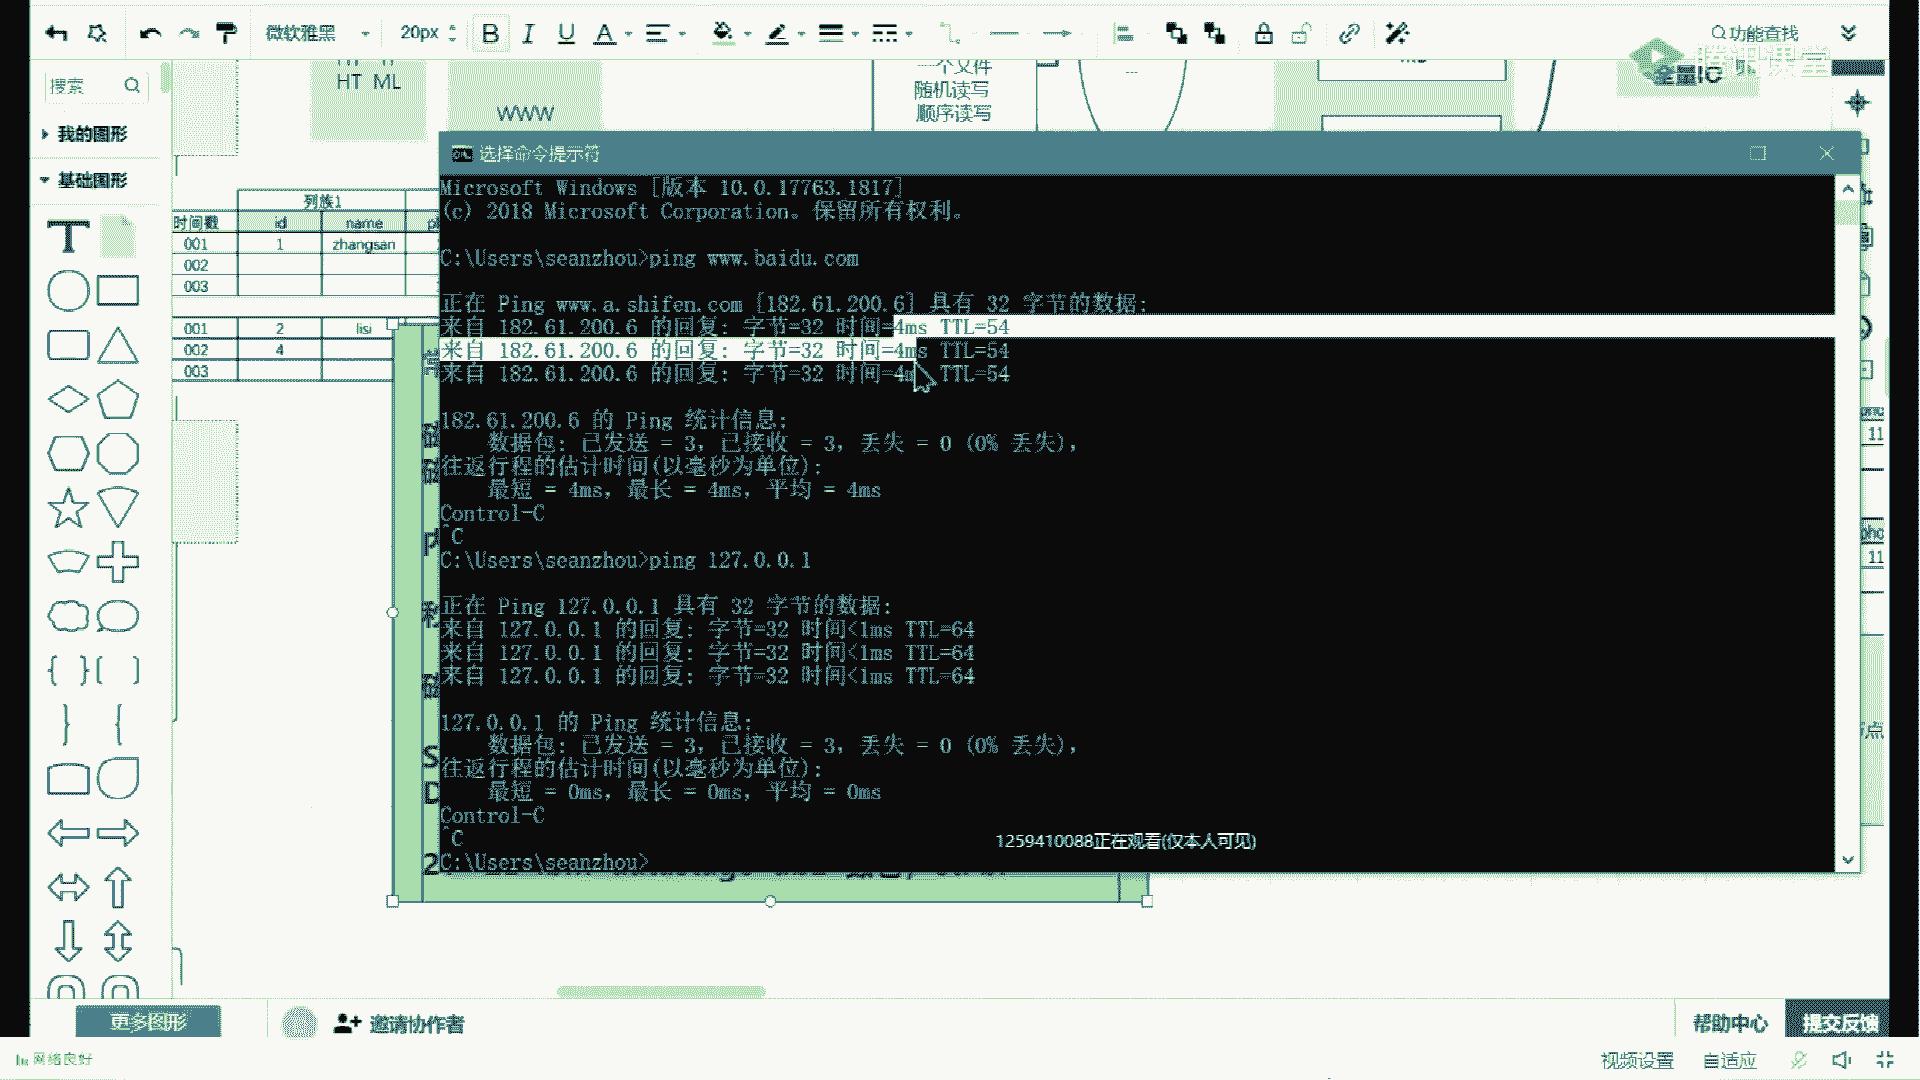 微软雅黑
20px
B I U A
功能查找
腾讯课堂
搜索
HT ML
WWW
一个文件
随机读写
顺序读写
我的图形
基础图形
列族1
时间戳 id name
001 1 zhangsan
002
003
001 2 lisi
002 4
003
选择命令提示符
Microsoft Windows [版本 10.0.17763.1817]
(c) 2018 Microsoft Corporation。保留所有权利。
C:\Users\seanzhou>ping www.baidu.com
正在 Ping www.a.shifen.com [182.61.200.6] 具有 32 字节的数据:
来自 182.61.200.6 的回复: 字节=32 时间=4ms TTL=54
来自 182.61.200.6 的回复: 字节=32 时间=4ms TTL=54
来自 182.61.200.6 的回复: 字节=32 时间=4ms TTL=54
182.61.200.6 的 Ping 统计信息:
数据包: 已发送 = 3，已接收 = 3，丢失 = 0 (0% 丢失)，
往返行程的估计时间(以毫秒为单位):
最短 = 4ms，最长 = 4ms，平均 = 4ms
Control-C
^C
C:\Users\seanzhou>ping 127.0.0.1
正在 Ping 127.0.0.1 具有 32 字节的数据:
来自 127.0.0.1 的回复: 字节=32 时间<1ms TTL=64
来自 127.0.0.1 的回复: 字节=32 时间<1ms TTL=64
来自 127.0.0.1 的回复: 字节=32 时间<1ms TTL=64
127.0.0.1 的 Ping 统计信息:
数据包: 已发送 = 3，已接收 = 3，丢失 = 0 (0% 丢失)，
往返行程的估计时间(以毫秒为单位):
最短 = 0ms，最长 = 0ms，平均 = 0ms
Control-C
^C
C:\Users\seanzhou>
1259410088正在观看(仅本人可见)
11
11
更多图形
邀请协作者
帮助中心
提交反馈
网络良好
视频设置
自适应